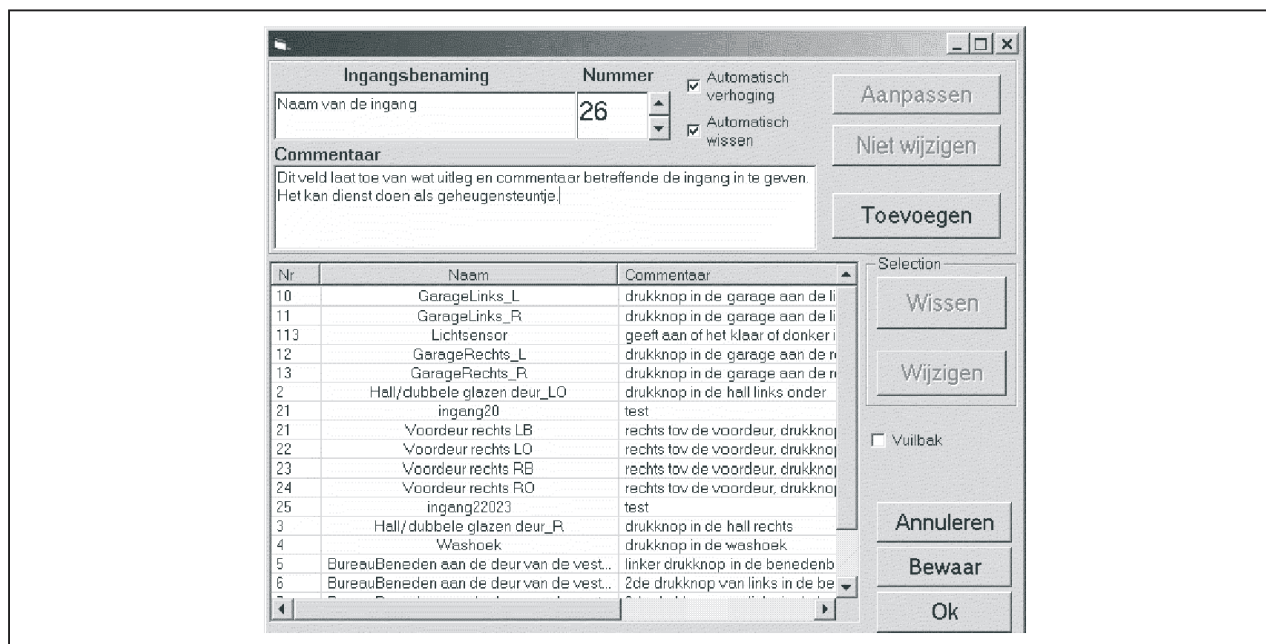 Ingangsbenaming Nummer
Naam van de ingang
26
Automatisch
verhoging
Automatisch
wissen
Aanpassen
Niet wijzigen
Toevoegen
Commentaar
Dit veld laat toe van wat uitleg en commentaar betreffende de ingang in te geven.
Het kan dienst doen als geheugensteuntje.
Nr Naam Commentaar
10 GarageLinks_L drukknop in de garage aan de li
11 GarageLinks_R drukknop in de garage aan de li
113 Lichtsensor geeft aan of het klaar of donker i
12 GarageRechts_L drukknop in de garage aan de r
13 GarageRechts_R drukknop in de garage aan de r
2 Hall/dubbele glazen deur_LO drukknop in de hall links onder
21 ingang20 test
21 Voordeur rechts LB rechts tov de voordeur, drukkno
22 Voordeur rechts LO rechts tov de voordeur, drukkno
23 Voordeur rechts RB rechts tov de voordeur, drukkno
24 Voordeur rechts RO rechts tov de voordeur, drukkno
25 ingang22023 test
3 Hall/dubbele glazen deur_R drukknop in de hall rechts
4 Washoek drukknop in de washoek
5 BureauBeneden aan de deur van de vest... linker drukknop in de benedenb
6 BureauBeneden aan de deur van de vest... 2de drukknop van links in de be
Selection
Wissen
Wijzigen
Vuilbak
Annuleren
Bewaar
Ok